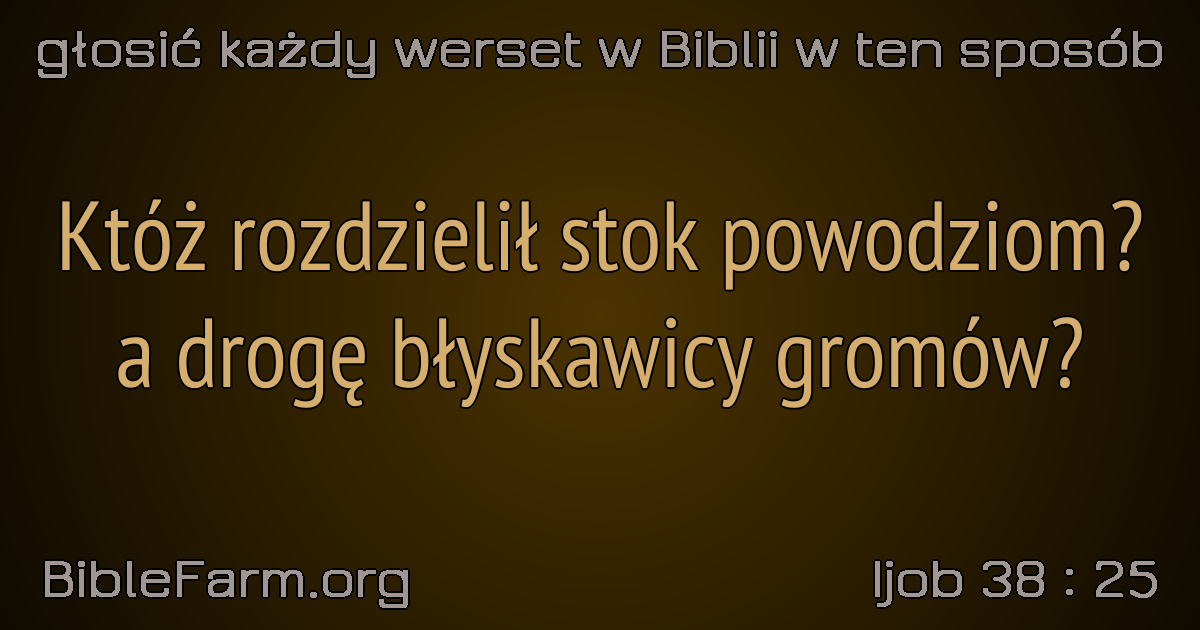 głosić każdy werset w Biblii w ten sposób
Któż rozdzielił stok powodziom?
a drogę błyskawicy gromów?
BibleFarm.org
Ijob 38 : 25